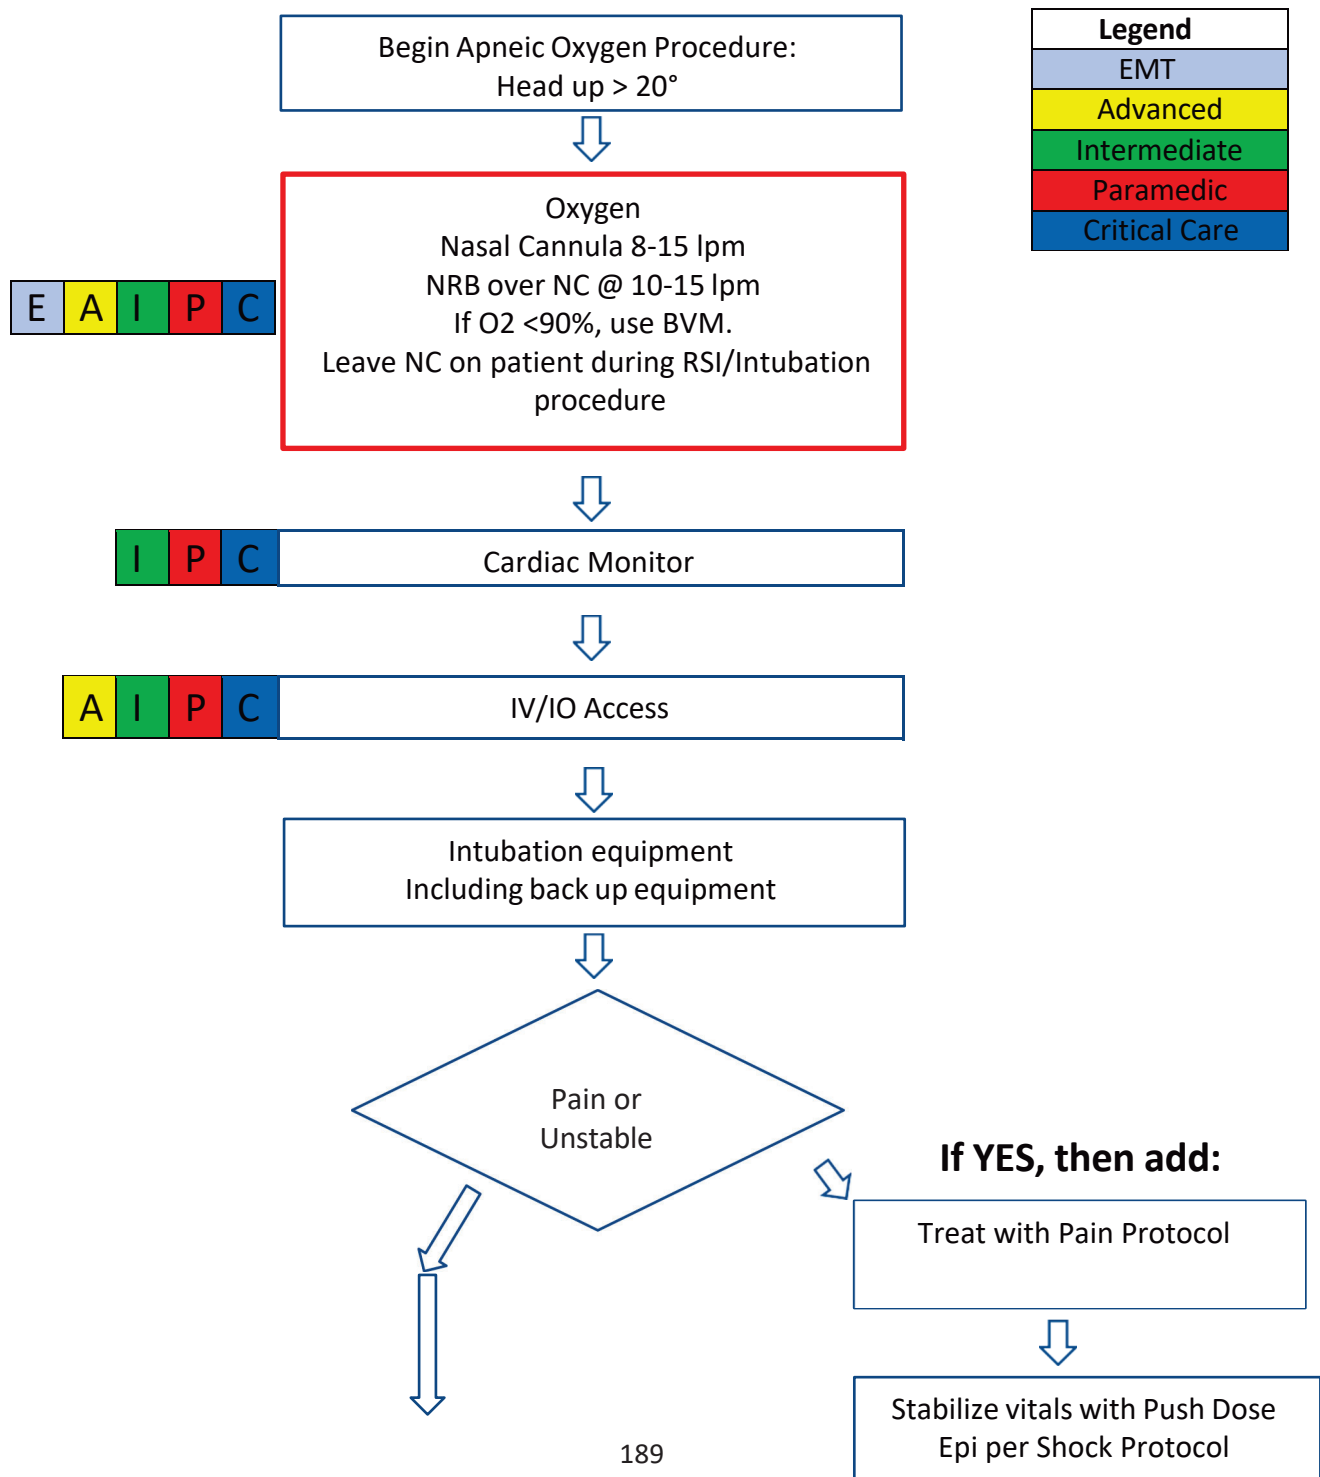 Begin Apneic Oxygen Procedure:
Head up > 20°
Legend
EMT
Advanced
Intermediate
Paramedic
Critical Care
Oxygen
Nasal Cannula 8-15 lpm
NRB over NC @ 10-15 lpm
If O2 <90%, use BVM.
Leave NC on patient during RSI/Intubation
procedure
E A I P C
I P C
Cardiac Monitor
A I P C
IV/IO Access
Intubation equipment
Including back up equipment
Pain or
Unstable
If YES, then add:
Treat with Pain Protocol
Stabilize vitals with Push Dose
Epi per Shock Protocol
189